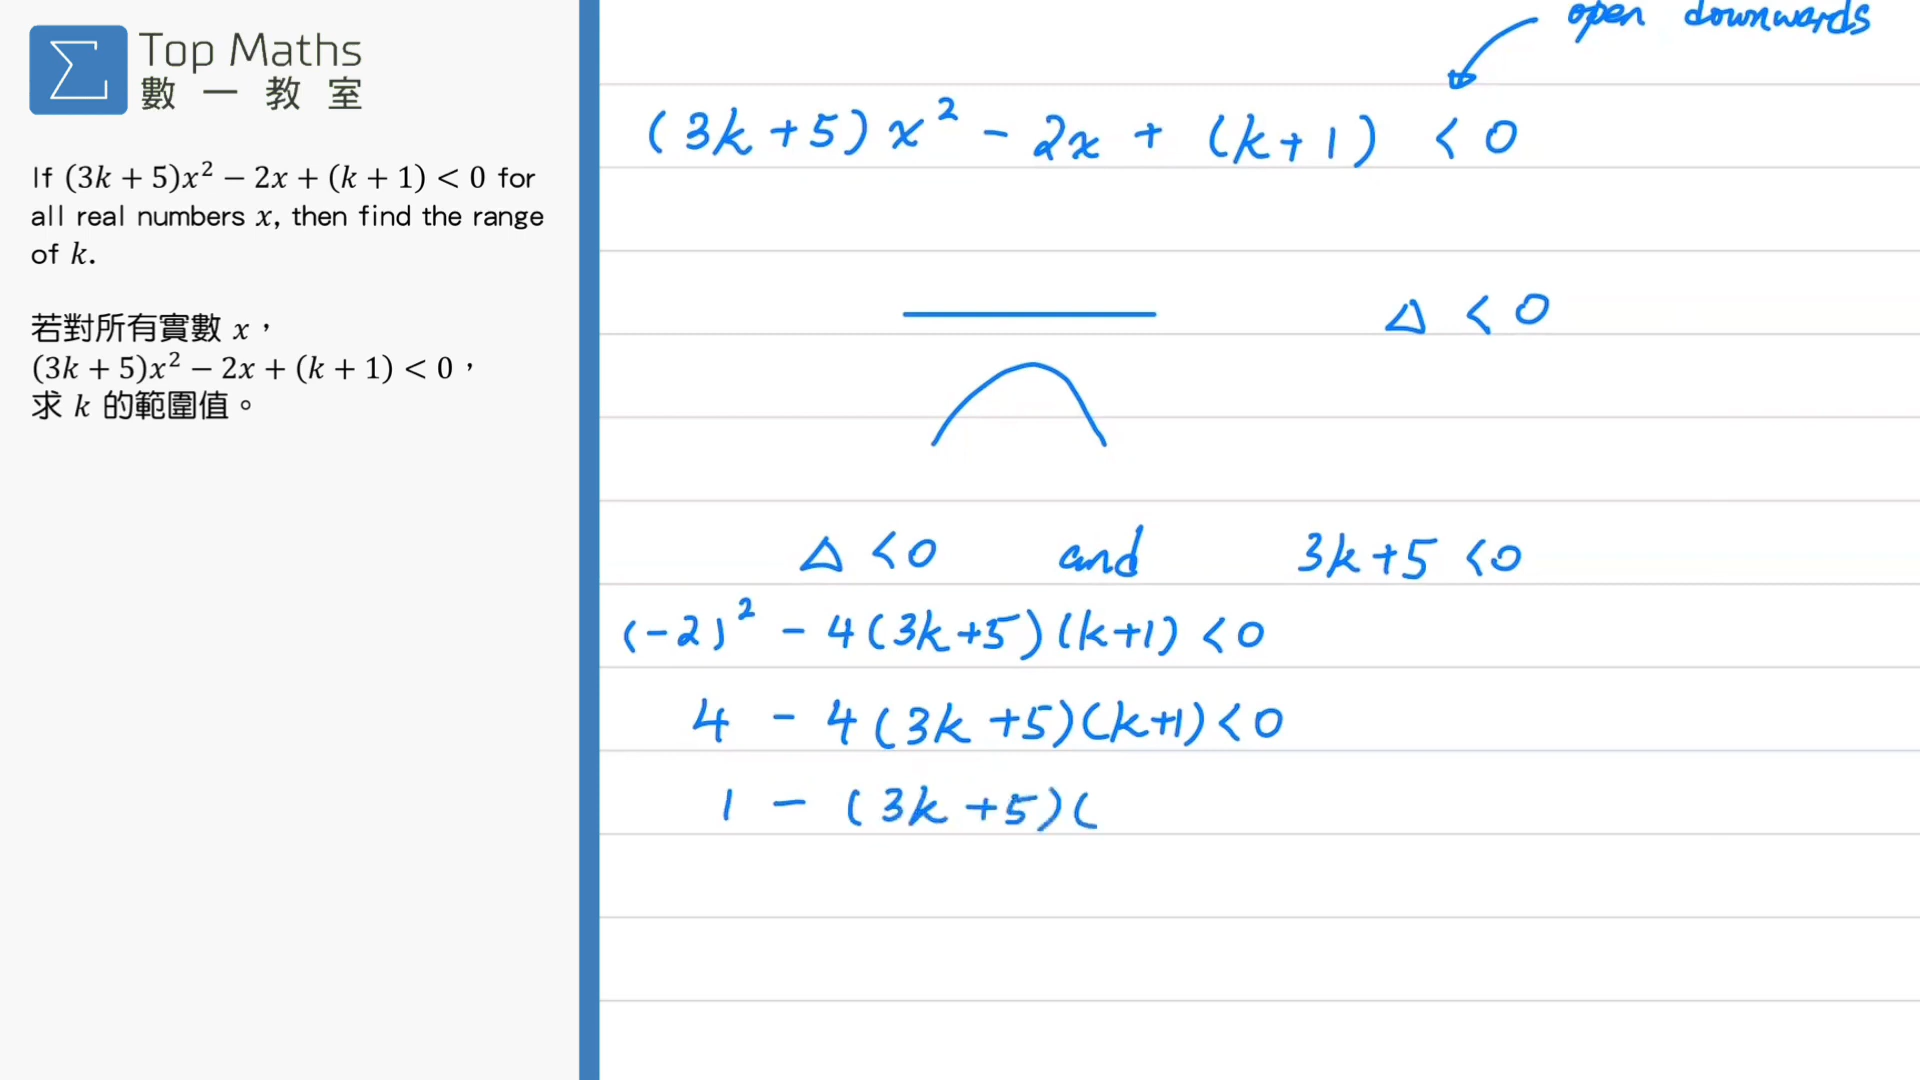 Top Maths
數一教室
If (3k + 5)x² − 2x + (k + 1) < 0 for
all real numbers x, then find the range
of k.
若對所有實數 x，
(3k + 5)x² − 2x + (k + 1) < 0，
求 k 的範圍值。
open downwards
(3k+5)x² - 2x + (k+1) < 0
Δ < 0
Δ < 0 and 3k+5 < 0
(-2)² - 4(3k+5)(k+1) < 0
4 - 4(3k+5)(k+1) < 0
1 - (3k+5)(